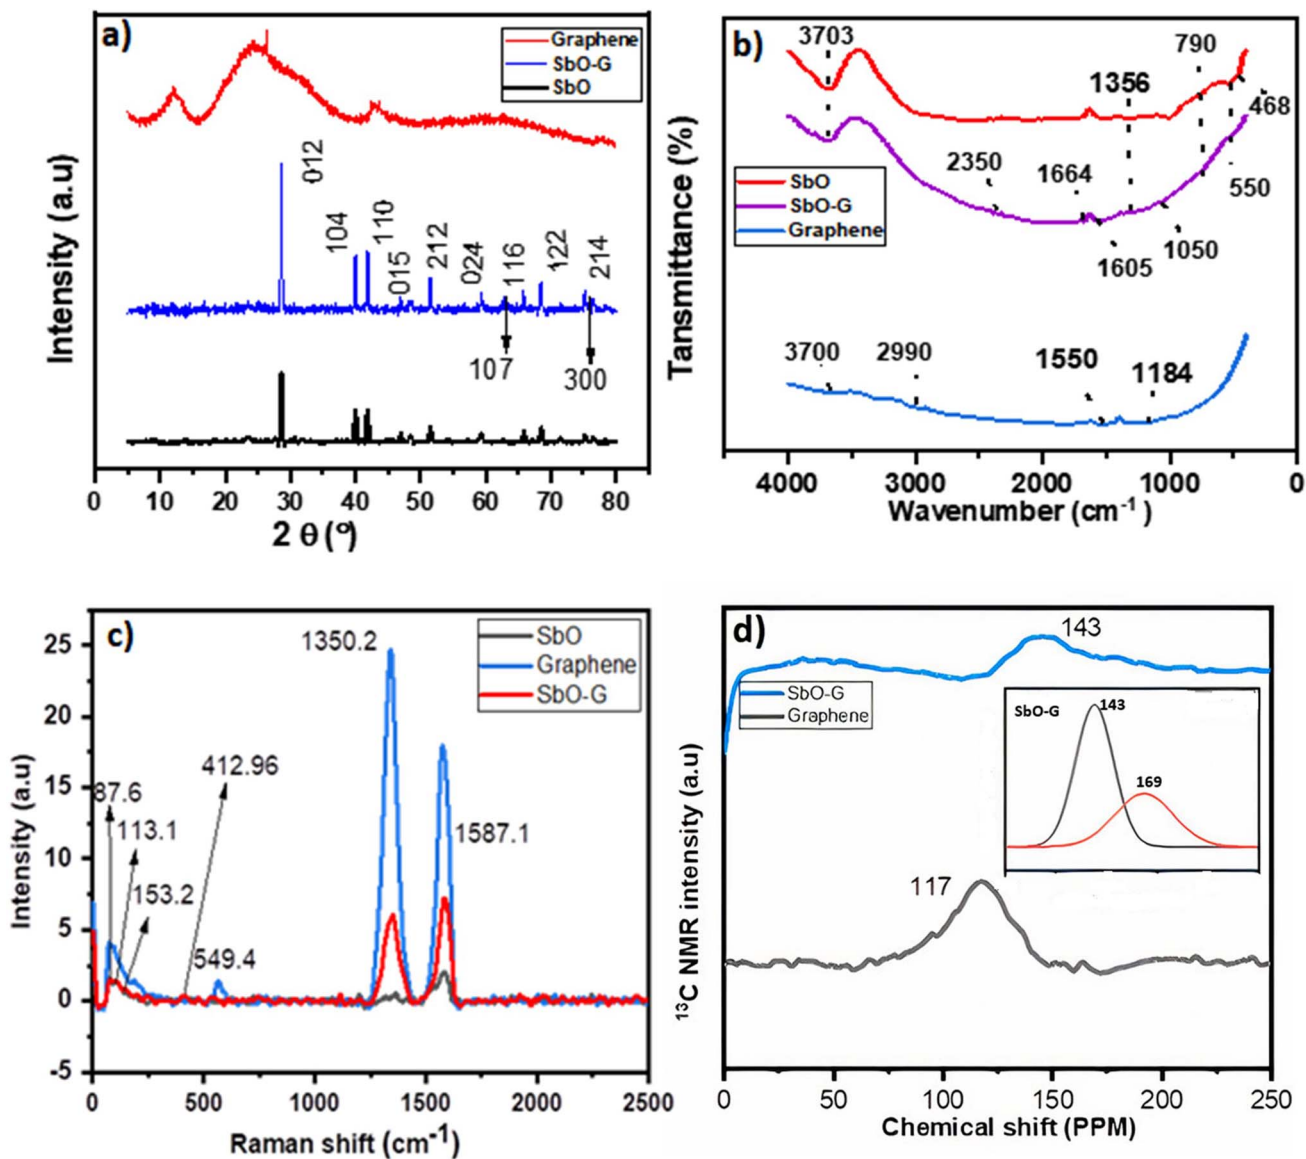 a)
Graphene
SbO-G
SbO
012
104
110
015
212
024
116
122
214
107
300
Intensity (a.u)
0 10 20 30 40 50 60 70 80
2 θ (°)
b)
3703
790
1356
468
2350
1664
550
1605
1050
SbO
SbO-G
Graphene
3700
2990
1550
1184
Tansmittance (%)
4000 3000 2000 1000 0
Wavenumber (cm-1 )
c)
1350.2
SbO
Graphene
SbO-G
412.96
87.6
113.1
153.2
549.4
1587.1
Intensity (a.u)
25
20
15
10
5
0
-5
0 500 1000 1500 2000 2500
Raman shift (cm-1)
d)
143
SbO-G
Graphene
SbO-G
143
169
117
13C NMR intensity (a.u)
0 50 100 150 200 250
Chemical shift (PPM)